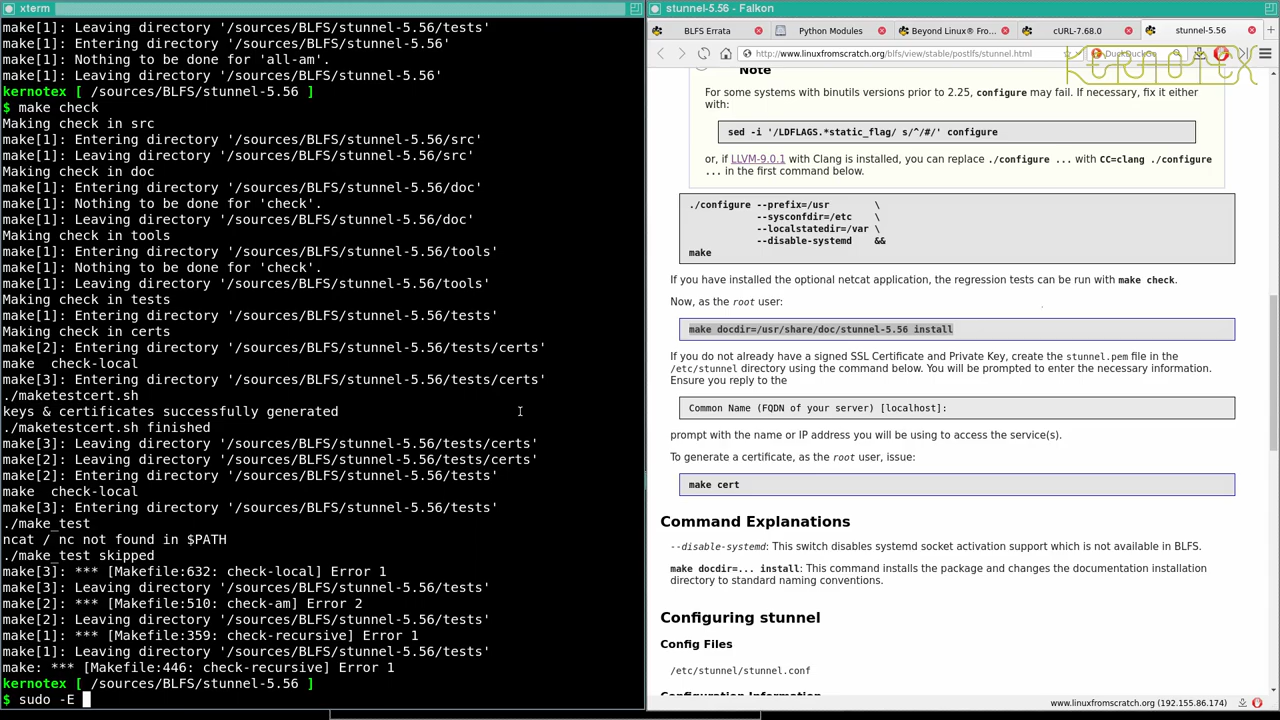 xterm
make[1]: Leaving directory '/sources/BLFS/stunnel-5.56/tests'
make[1]: Entering directory '/sources/BLFS/stunnel-5.56'
make[1]: Nothing to be done for 'all-am'.
make[1]: Leaving directory '/sources/BLFS/stunnel-5.56'
kernotex [ /sources/BLFS/stunnel-5.56 ]
$ make check
Making check in src
make[1]: Entering directory '/sources/BLFS/stunnel-5.56/src'
make[1]: Leaving directory '/sources/BLFS/stunnel-5.56/src'
Making check in doc
make[1]: Entering directory '/sources/BLFS/stunnel-5.56/doc'
make[1]: Nothing to be done for 'check'.
make[1]: Leaving directory '/sources/BLFS/stunnel-5.56/doc'
Making check in tools
make[1]: Entering directory '/sources/BLFS/stunnel-5.56/tools'
make[1]: Nothing to be done for 'check'.
make[1]: Leaving directory '/sources/BLFS/stunnel-5.56/tools'
Making check in tests
make[1]: Entering directory '/sources/BLFS/stunnel-5.56/tests'
Making check in certs
make[2]: Entering directory '/sources/BLFS/stunnel-5.56/tests/certs'
make  check-local
make[3]: Entering directory '/sources/BLFS/stunnel-5.56/tests/certs'
./maketestcert.sh
keys & certificates successfully generated
./maketestcert.sh finished
make[3]: Leaving directory '/sources/BLFS/stunnel-5.56/tests/certs'
make[2]: Leaving directory '/sources/BLFS/stunnel-5.56/tests/certs'
make[2]: Entering directory '/sources/BLFS/stunnel-5.56/tests'
make  check-local
make[3]: Entering directory '/sources/BLFS/stunnel-5.56/tests'
./make_test
ncat / nc not found in $PATH
./make_test skipped
make[3]: *** [Makefile:632: check-local] Error 1
make[3]: Leaving directory '/sources/BLFS/stunnel-5.56/tests'
make[2]: *** [Makefile:510: check-am] Error 2
make[2]: Leaving directory '/sources/BLFS/stunnel-5.56/tests'
make[1]: *** [Makefile:359: check-recursive] Error 1
make[1]: Leaving directory '/sources/BLFS/stunnel-5.56/tests'
make: *** [Makefile:446: check-recursive] Error 1
kernotex [ /sources/BLFS/stunnel-5.56 ]
$ sudo -E
stunnel-5.56 - Falkon
BLFS Errata
Python Modules
Beyond Linux® Fro...
cURL-7.68.0
stunnel-5.56
http://www.linuxfromscratch.org/blfs/view/stable/postlfs/stunnel.html
DuckDuckGo
KERNOTEX
Note
For some systems with binutils versions prior to 2.25, configure may fail. If necessary, fix it either
with:
sed -i '/LDFLAGS.*static_flag/ s/^/#/' configure
or, if LLVM-9.0.1 with Clang is installed, you can replace ./configure ... with CC=clang ./configure
... in the first command below.
./configure --prefix=/usr       \
--sysconfdir=/etc   \
--localstatedir=/var \
--disable-systemd   &&
make
If you have installed the optional netcat application, the regression tests can be run with make check.
Now, as the root user:
make docdir=/usr/share/doc/stunnel-5.56 install
If you do not already have a signed SSL Certificate and Private Key, create the stunnel.pem file in the
/etc/stunnel directory using the command below. You will be prompted to enter the necessary information.
Ensure you reply to the
Common Name (FQDN of your server) [localhost]:
prompt with the name or IP address you will be using to access the service(s).
To generate a certificate, as the root user, issue:
make cert
Command Explanations
--disable-systemd: This switch disables systemd socket activation support which is not available in BLFS.
make docdir=... install: This command installs the package and changes the documentation installation
directory to standard naming conventions.
Configuring stunnel
Config Files
/etc/stunnel/stunnel.conf
www.linuxfromscratch.org (192.155.86.174)